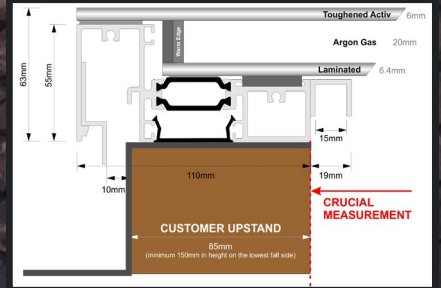 Toughened Activ 6mm
Warm Edge
Argon Gas 20mm
Laminated 6.4mm
63mm
55mm
15mm
110mm
19mm
10mm
CRUCIAL
MEASUREMENT
CUSTOMER UPSTAND
85mm
(minimum 150mm in height on the lowest fall side)